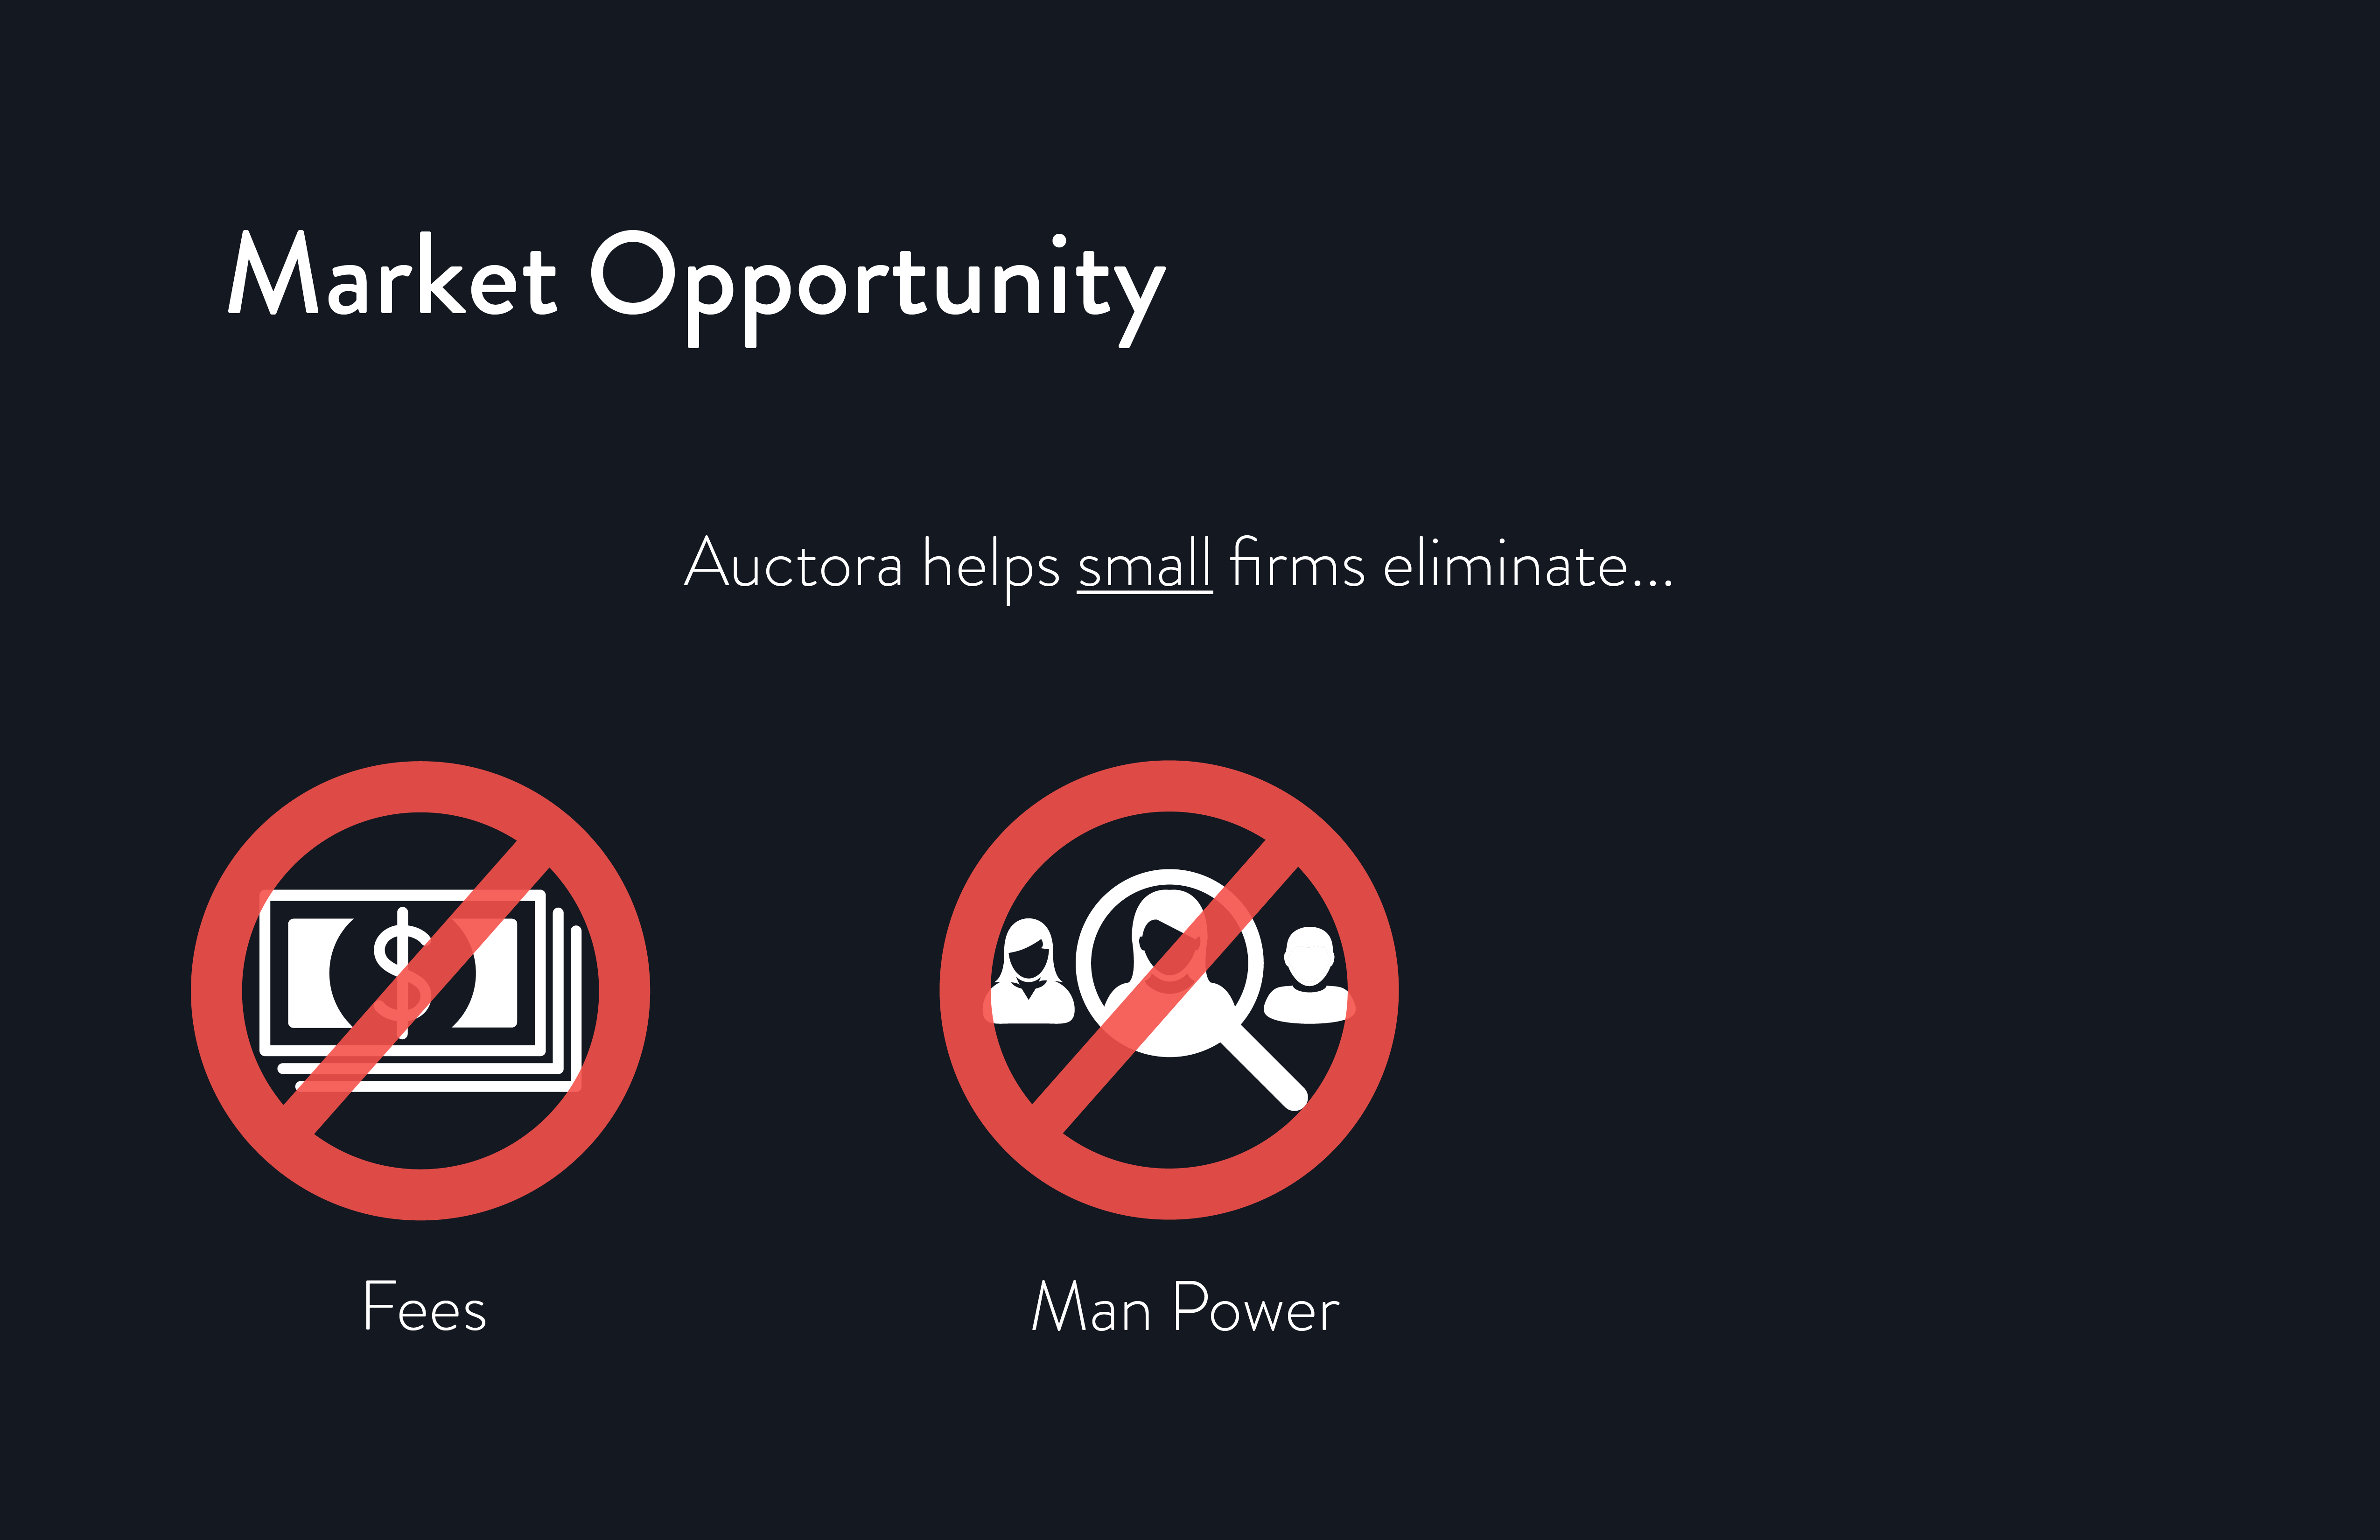 Market Opportunity
Auctora helps small firms eliminate...
$
Fees
Man Power